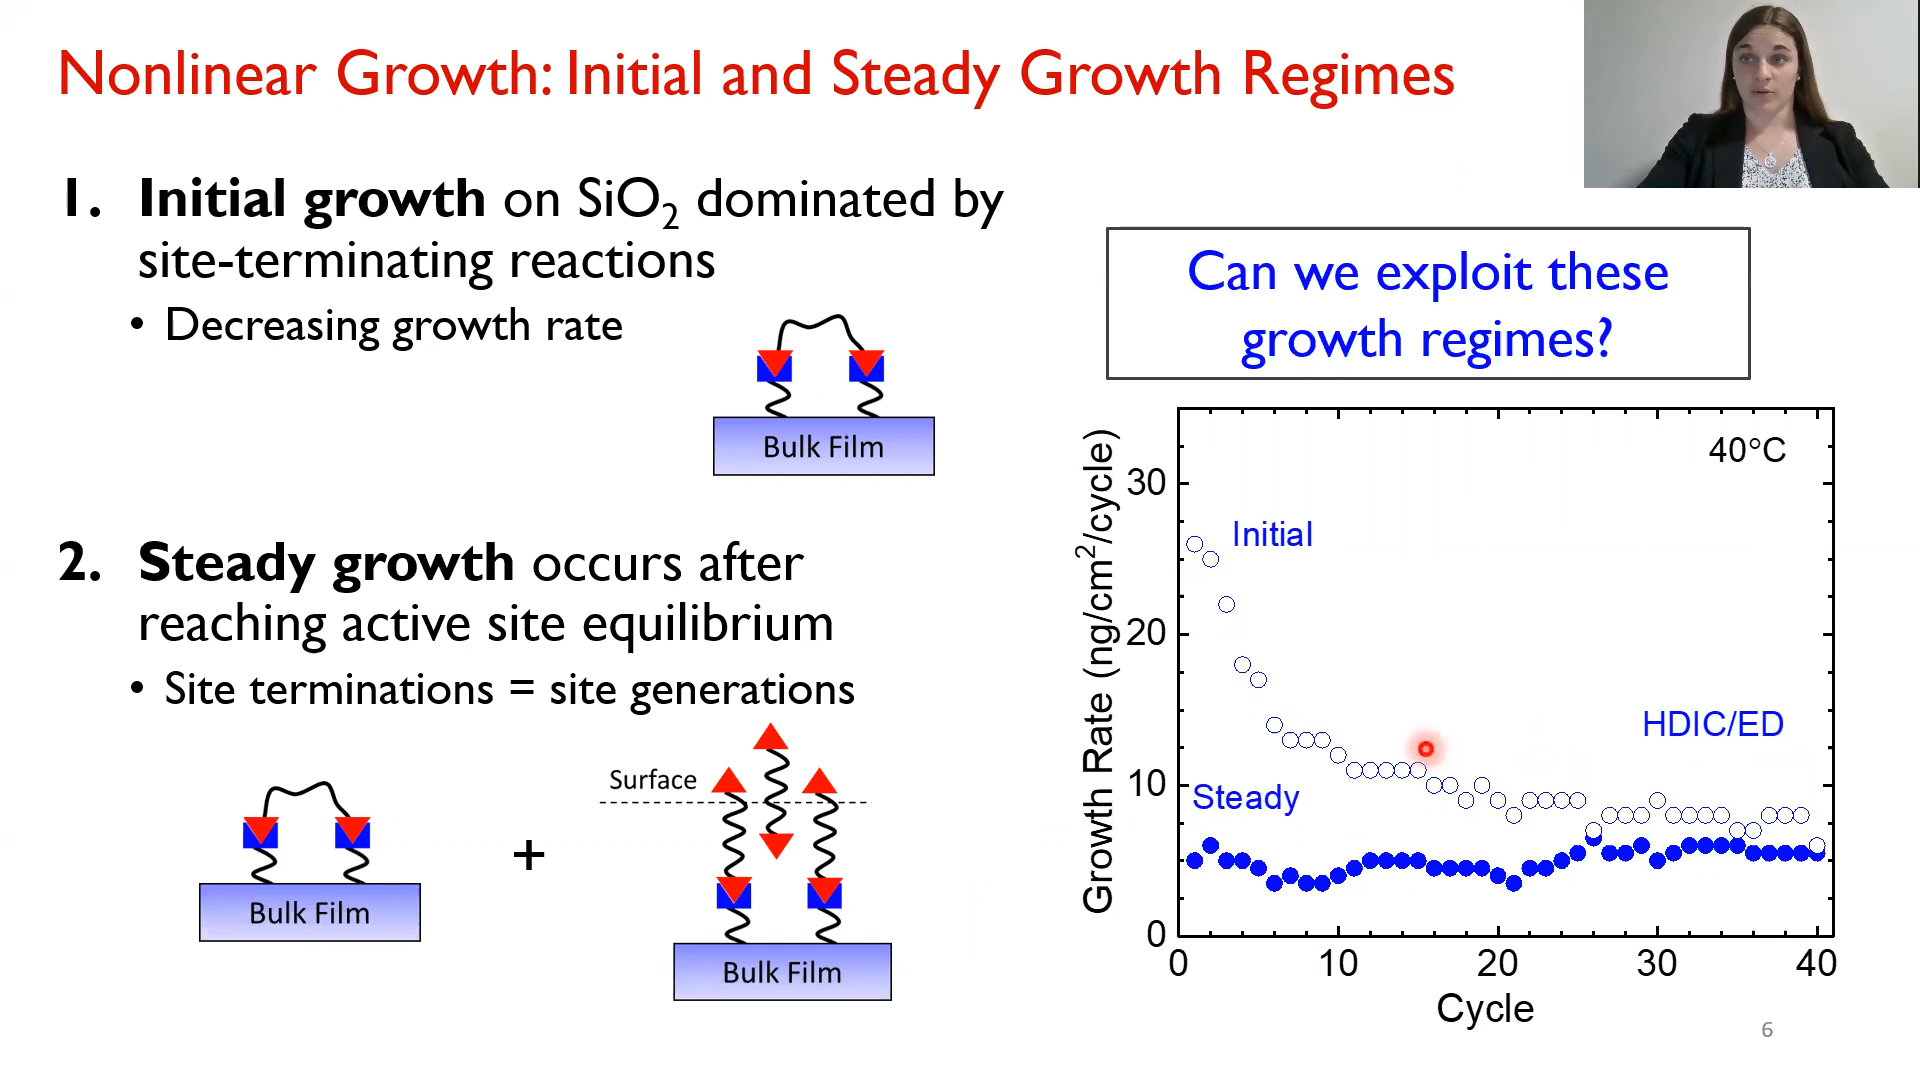 Nonlinear Growth: Initial and Steady Growth Regimes
1. Initial growth on SiO₂ dominated by
site-terminating reactions
• Decreasing growth rate
Bulk Film
2. Steady growth occurs after
reaching active site equilibrium
• Site terminations = site generations
Surface
+
Bulk Film
Bulk Film
Can we exploit these
growth regimes?
40°C
Initial
HDIC/ED
Steady
Growth Rate (ng/cm²/cycle)
30
20
10
0
0 10 20 30 40
Cycle
6